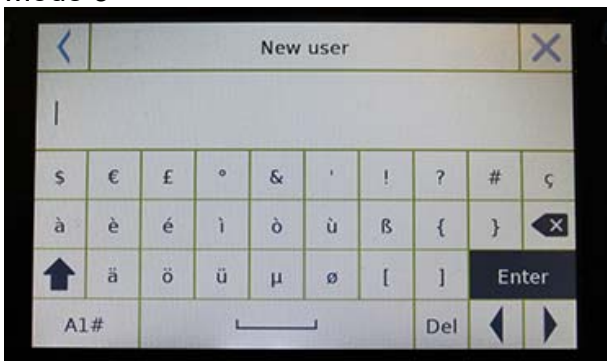 New user
$ € £ ° & ' ! ? # ç
à è é ì ò ù ß { }
ä ö ü µ ø [ ] Enter
A1# Del